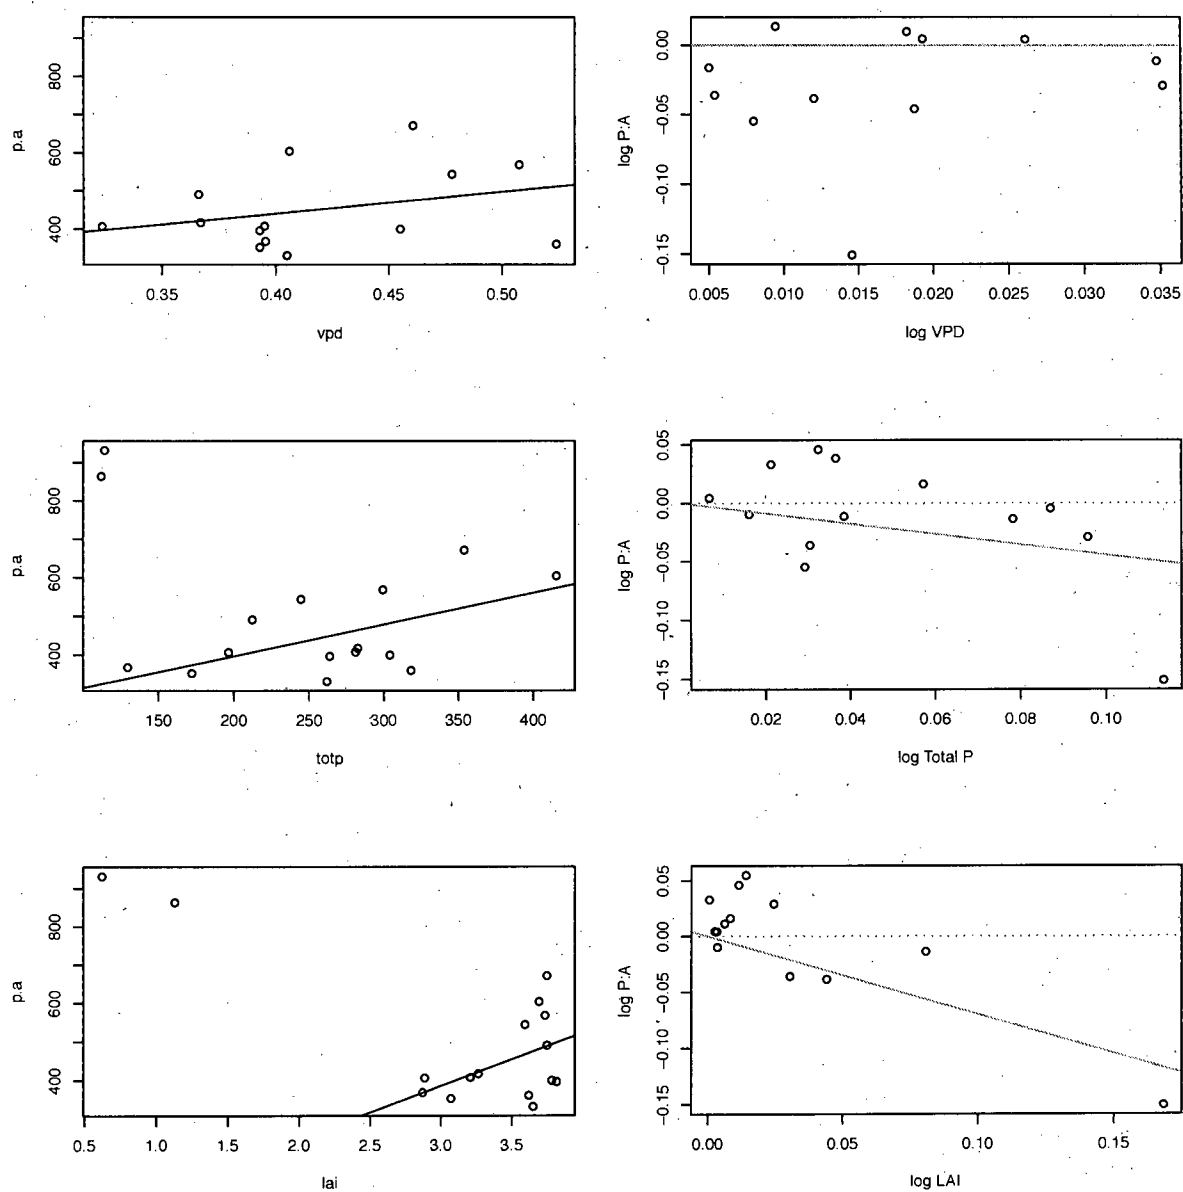 800
600
400
p.a
0.35 0.40 0.45 0.50
vpd
0.00
−0.05
−0.10
−0.15
log P:A
0.005 0.010 0.015 0.020 0.025 0.030 0.035
log VPD
800
600
400
p.a
150 200 250 300 350 400
totp
0.05
0.00
−0.05
−0.10
−0.15
log P:A
0.02 0.04 0.06 0.08 0.10
log Total P
800
600
400
p.a
0.5 1.0 1.5 2.0 2.5 3.0 3.5
lai
0.05
0.00
−0.05
−0.10
−0.15
log P:A
0.00 0.05 0.10 0.15
log LAI